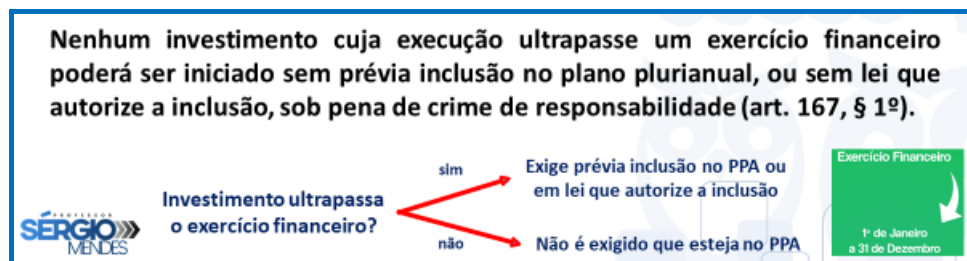 Nenhum investimento cuja execução ultrapasse um exercício financeiro
poderá ser iniciado sem prévia inclusão no plano plurianual, ou sem lei que
autorize a inclusão, sob pena de crime de responsabilidade (art. 167, § 1º).
Exercício Financeiro
sim
Exige prévia inclusão no PPA ou
em lei que autorize a inclusão
Investimento ultrapassa
o exercício financeiro?
PROFESSOR
SÉRGIO
MENDES
não
Não é exigido que esteja no PPA
1º de Janeiro
a 31 de Dezembro